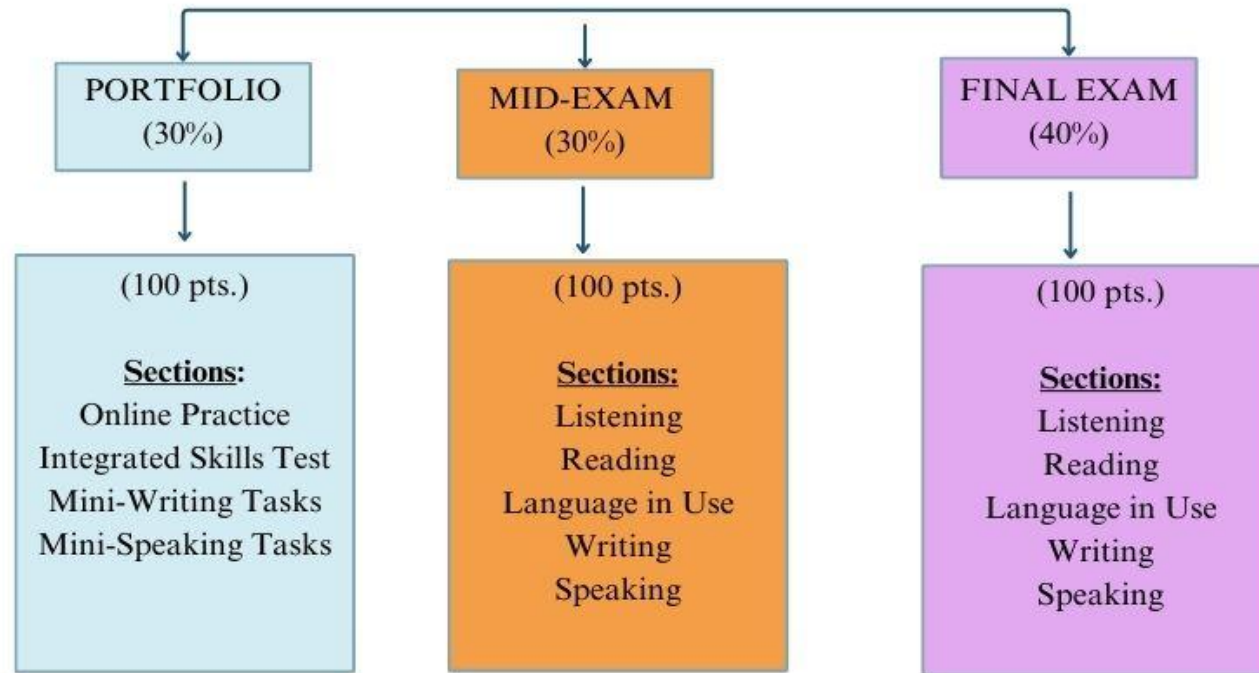 PORTFOLIO
(30%)
(100 pts.)
Sections:
Online Practice
Integrated Skills Test
Mini-Writing Tasks
Mini-Speaking Tasks
MID-EXAM
(30%)
(100 pts.)
Sections:
Listening
Reading
Language in Use
Writing
Speaking
FINAL EXAM
(40%)
(100 pts.)
Sections:
Listening
Reading
Language in Use
Writing
Speaking